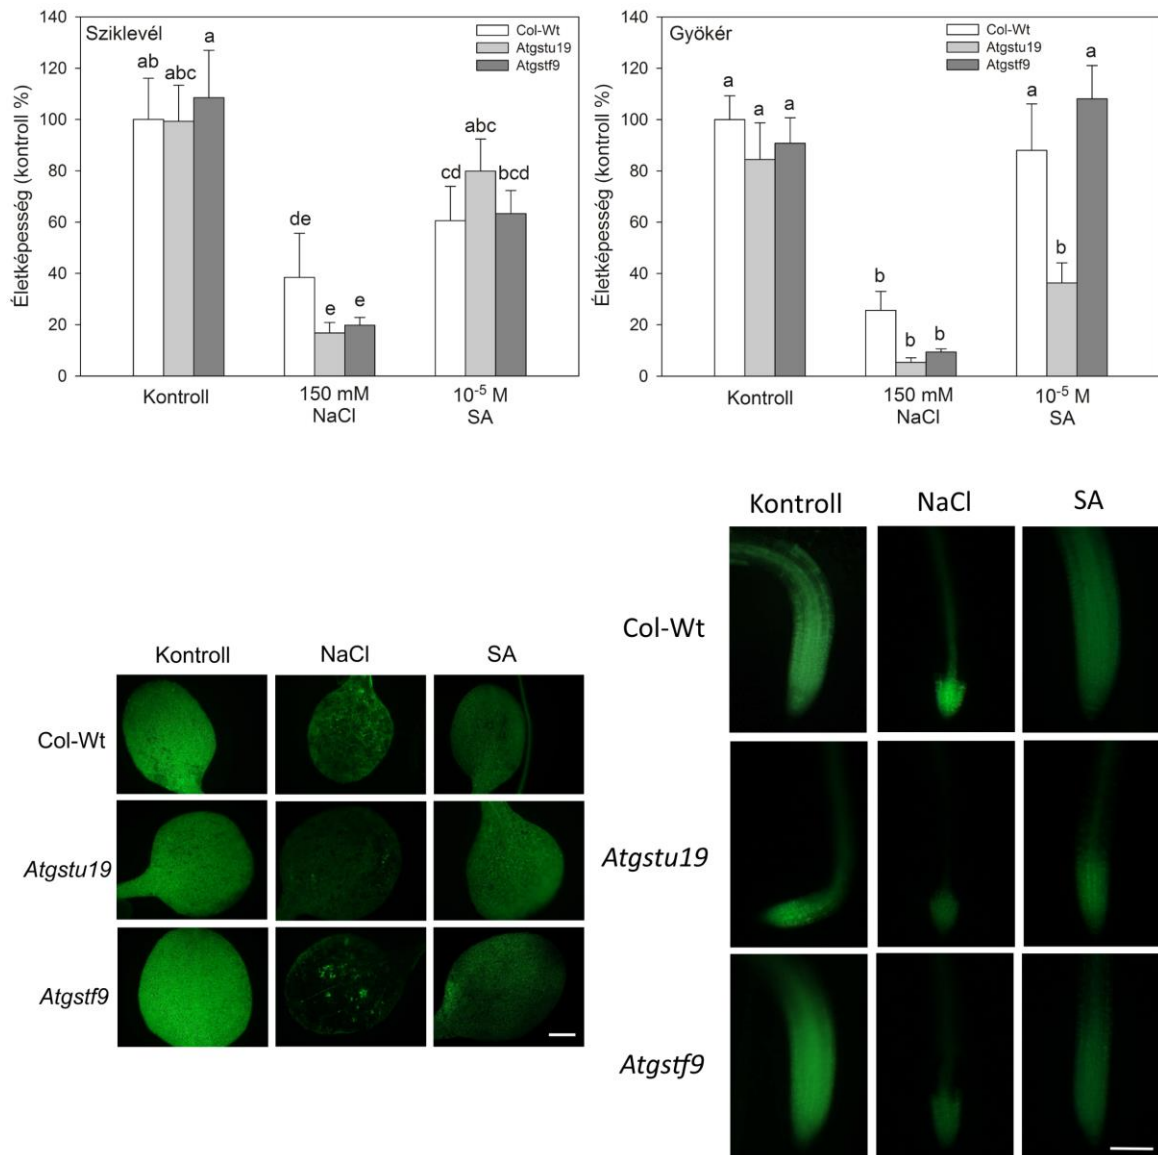 Sziklevél
Col-Wt
Atgstu19
Atgstf9
Életképesség (kontroll %)
140
120
100
80
60
40
20
0
ab
abc
a
de
e
e
cd
abc
bcd
Kontroll
150 mM
NaCl
10⁻⁵ M
SA
Gyökér
Col-Wt
Atgstu19
Atgstf9
Életképesség (kontroll %)
140
120
100
80
60
40
20
0
a
a
a
b
b
b
a
b
a
Kontroll
150 mM
NaCl
10⁻⁵ M
SA
Kontroll NaCl SA
Col-Wt
Atgstu19
Atgstf9
Kontroll NaCl SA
Col-Wt
Atgstu19
Atgstf9